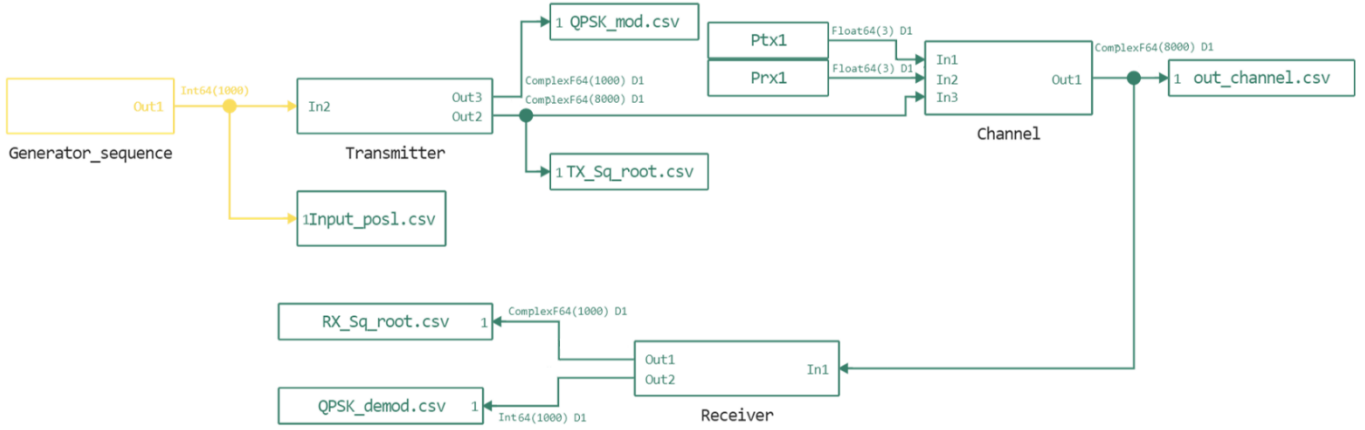 1 QPSK_mod.csv
Ptx1
Float64(3) D1
Prx1
Float64(3) D1
In1
In2
In3
Out1
Channel
ComplexF64(8000) D1
1 out_channel.csv
Out1
Generator_sequence
Int64(1000)
In2
Out3
Out2
Transmitter
ComplexF64(1000) D1
ComplexF64(8000) D1
1 TX_Sq_root.csv
1Input_posl.csv
RX_Sq_root.csv 1
ComplexF64(1000) D1
Out1
Out2
In1
Receiver
QPSK_demod.csv 1
Int64(1000) D1